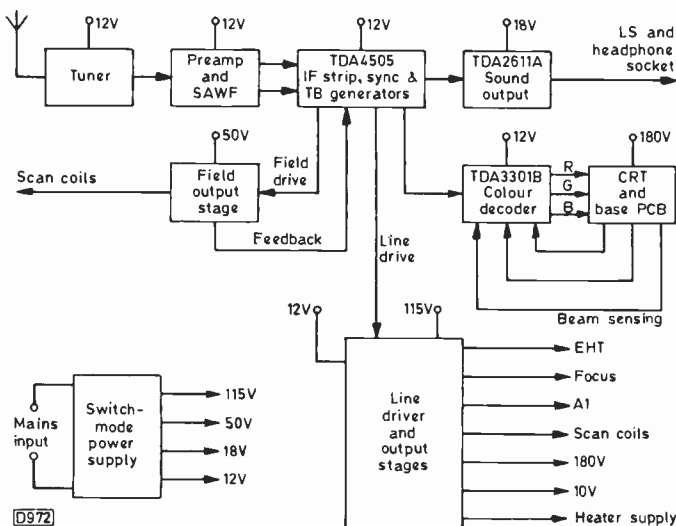 12V
12V
12V
18V
Tuner
Preamp
and
SAWF
TDA4505
IF strip, sync &
TB generators
TDA2611A
Sound
output
LS and
headphone
socket
50V
12V
180V
Scan coils
Field
output
stage
Field
drive
Feedback
Line
drive
TDA3301B
Colour
decoder
R
G
B
CRT
and
base PCB
Beam sensing
12V
115V
Line
driver
and
output
stages
EHT
Focus
A1
Scan coils
180V
10V
Heater supply
Mains
input
Switch-
mode
power
supply
115V
50V
18V
12V
D972